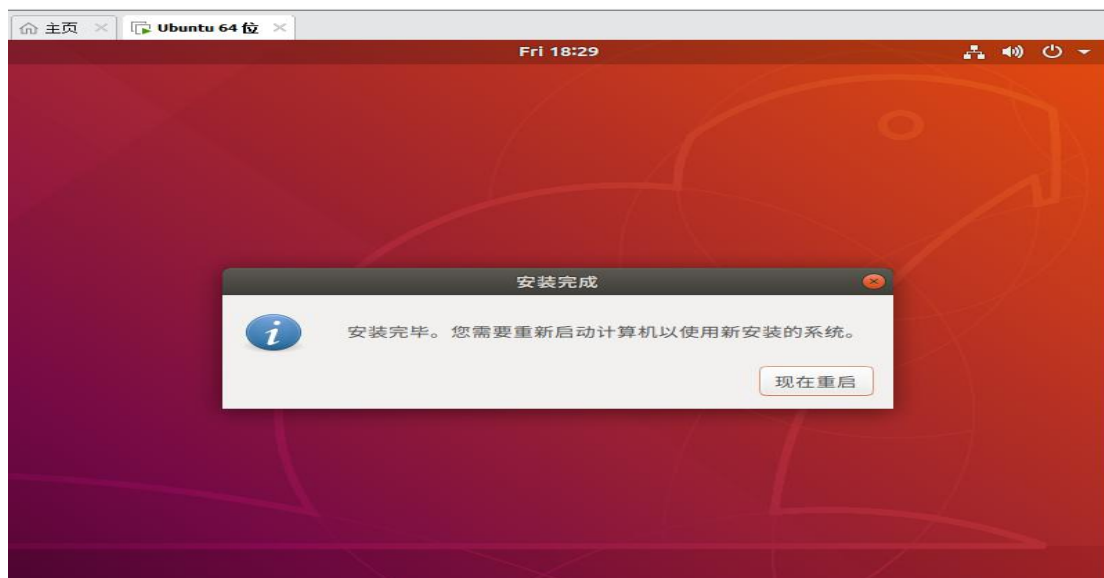 主页
Ubuntu 64 位
Fri 18:29
安装完成
安装完毕。您需要重新启动计算机以使用新安装的系统。
现在重启